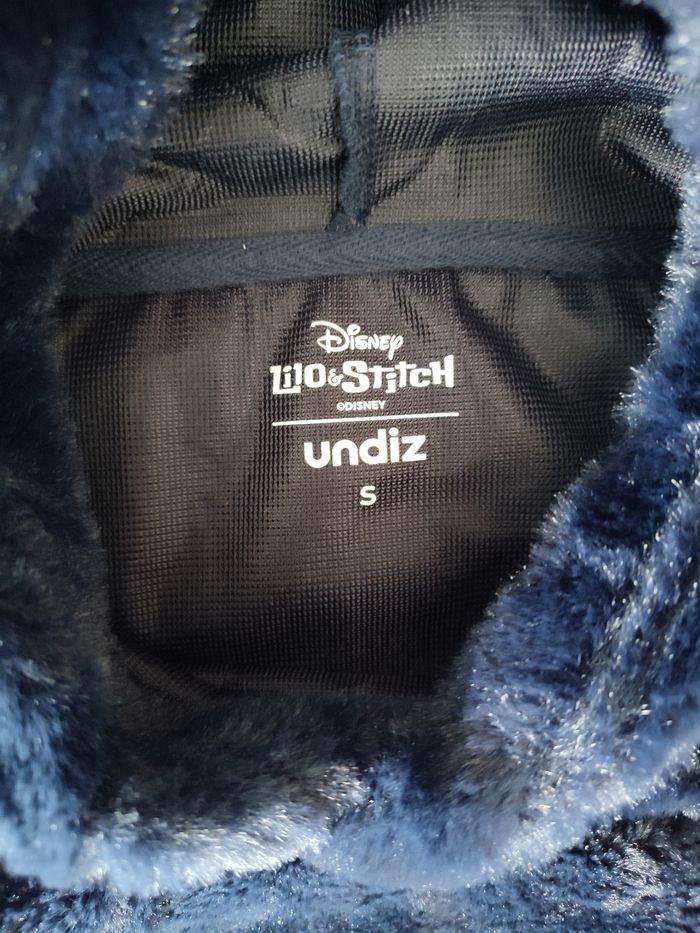 Disney
Lilo & Stitch
©DISNEY
undiz
S